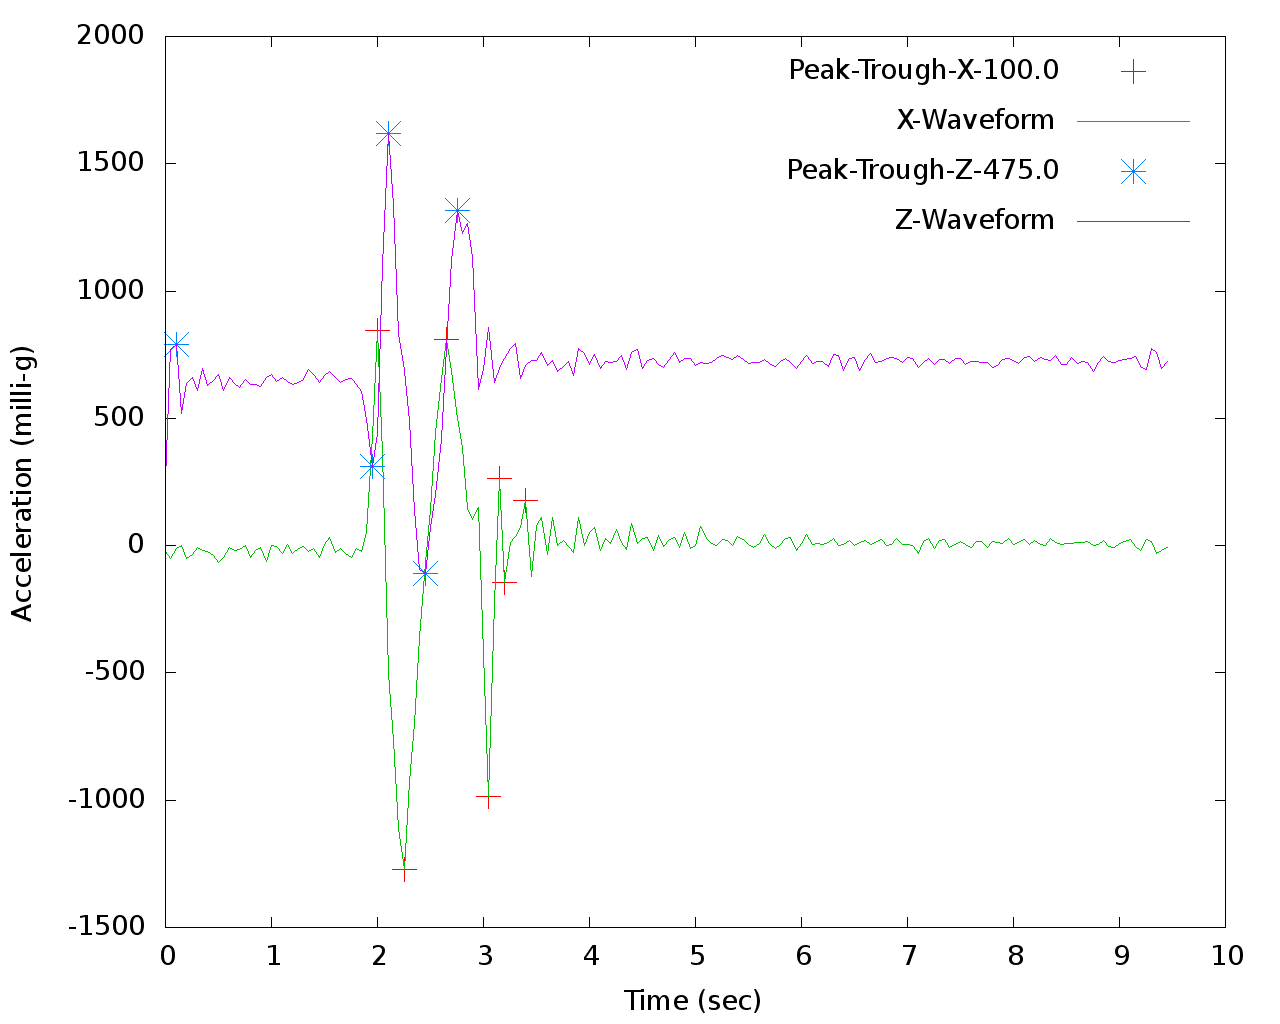 2000
1500
1000
500
0
-500
-1000
-1500
Acceleration (milli-g)
Peak-Trough-X-100.0
X-Waveform
Peak-Trough-Z-475.0
Z-Waveform
0 1 2 3 4 5 6 7 8 9 10
Time (sec)